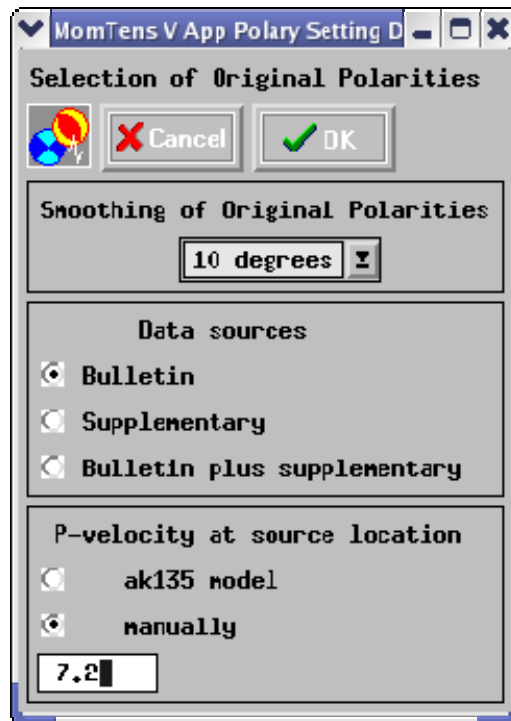 MomTens V App Polary Setting D
Selection of Original Polarities
Cancel
OK
Smoothing of Original Polarities
10 degrees
Data sources
Bulletin
Supplementary
Bulletin plus supplementary
P-velocity at source location
ak135 model
manually
7.2